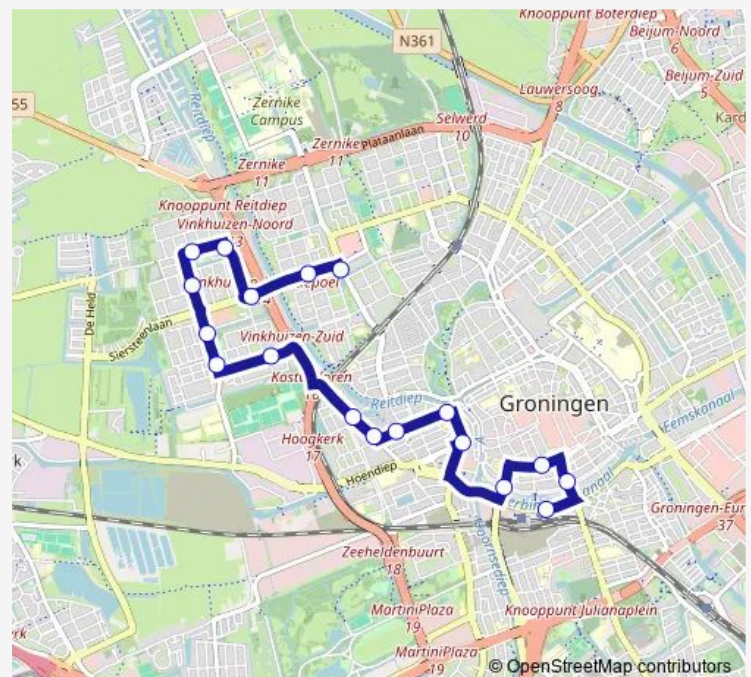 Knooppunt Boterdiep
N361
Beijum-Noord
6
55
Reitdiep
Lauwersoog
8
Beijum-Zuid
5
Zernike
Campus
Selwerd
10
Kard
Zernike
11
Plataanlaan
Zernike
11
Knooppunt Reitdiep
Vinkhuizen-Noord
De Held
Siersteenlaan
Vinkhuizen-Zuid
Reitdiep
Groningen
Eemskanaal
Hoogkerk
17
k
Hoendiep
Hoornsediep
Groningen-Eur
37
Zeeheldenbuurt
18
MartiniPlaza
19
Knooppunt Julianaplein
MartiniPlaza
19
rk
© OpenStreetMap contributors